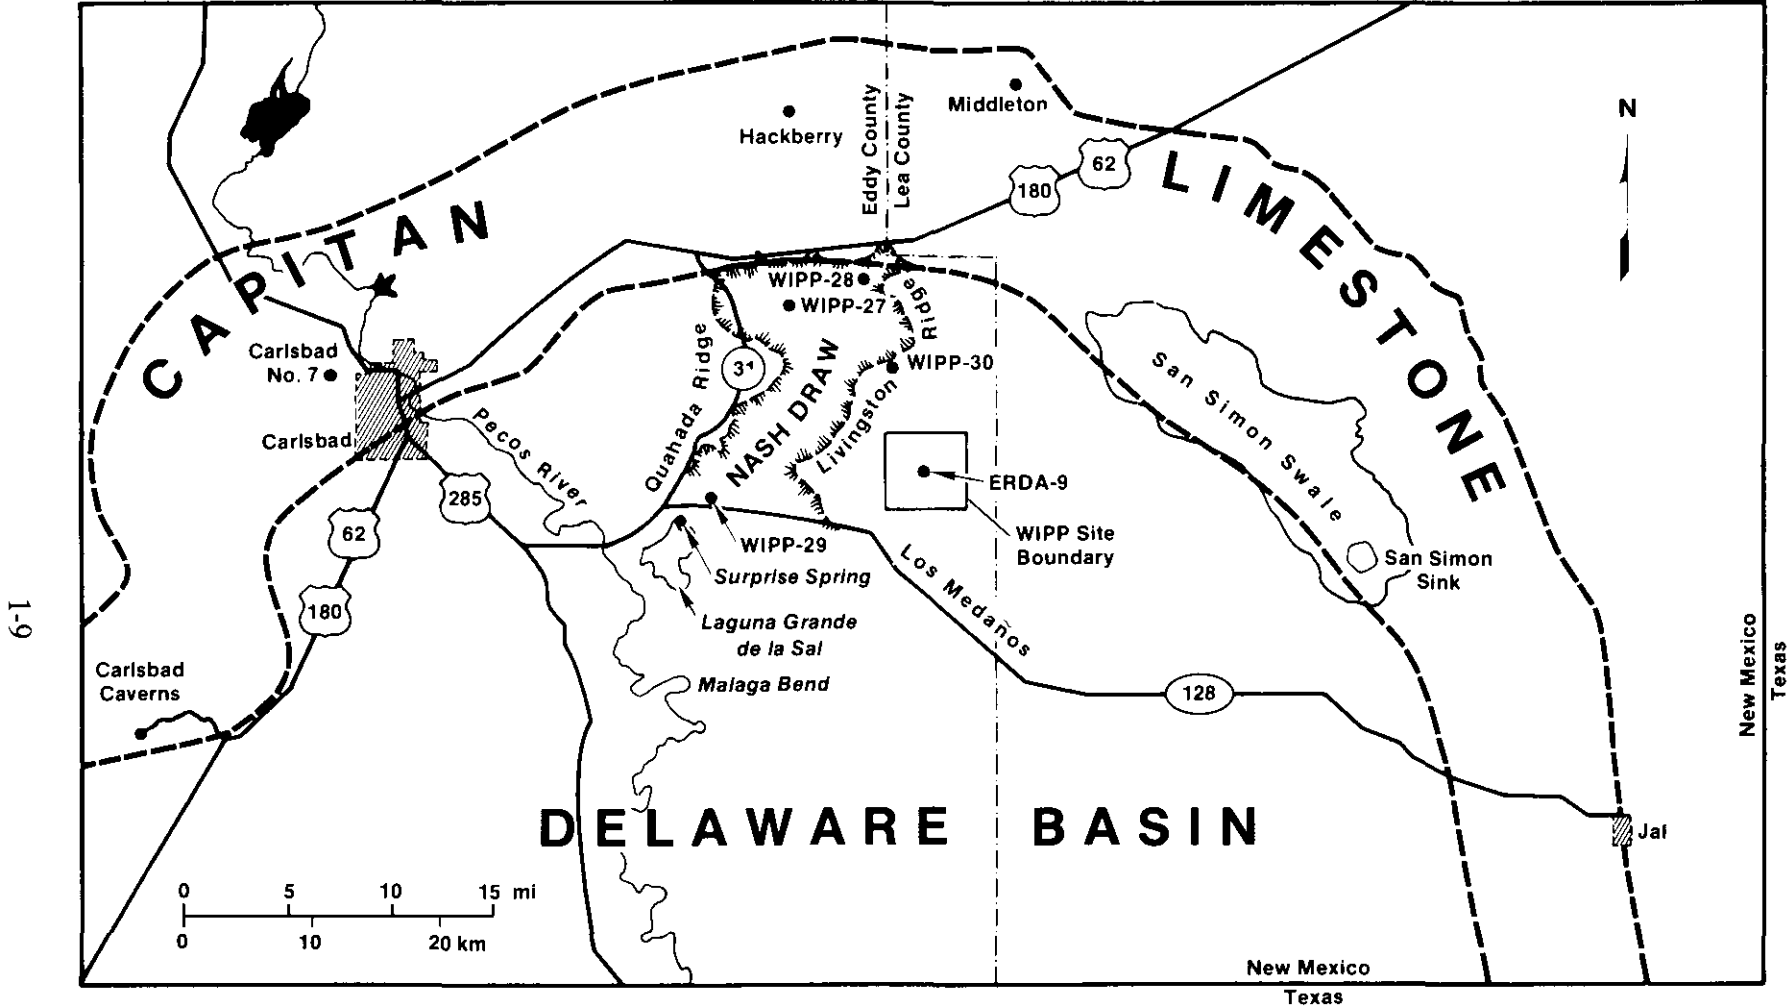 N
Eddy County
Lea County
Middleton
Hackberry
62
180
CAPITAN
LIMESTONE
WIPP-28
WIPP-27
Ridge
Quahada Ridge
31
NASH DRAW
WIPP-30
Livingston
Carlsbad
No. 7
Carlsbad
Pecos River
San Simon Swale
285
62
180
ERDA-9
WIPP Site
Boundary
WIPP-29
Surprise Spring
Laguna Grande
de la Sal
Malaga Bend
Los Medaños
San Simon
Sink
Carlsbad
Caverns
128
New Mexico
Texas
1-9
DELAWARE BASIN
Jal
0 5 10 15 mi
0 10 20 km
New Mexico
Texas